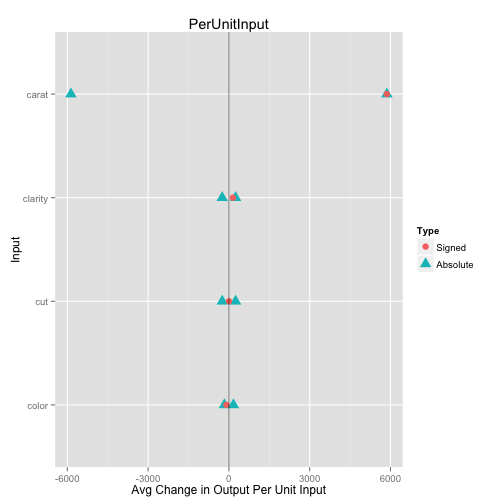 PerUnitInput
carat
clarity
cut
color
Input
-6000 -3000 0 3000 6000
Avg Change in Output Per Unit Input
Type
Signed
Absolute